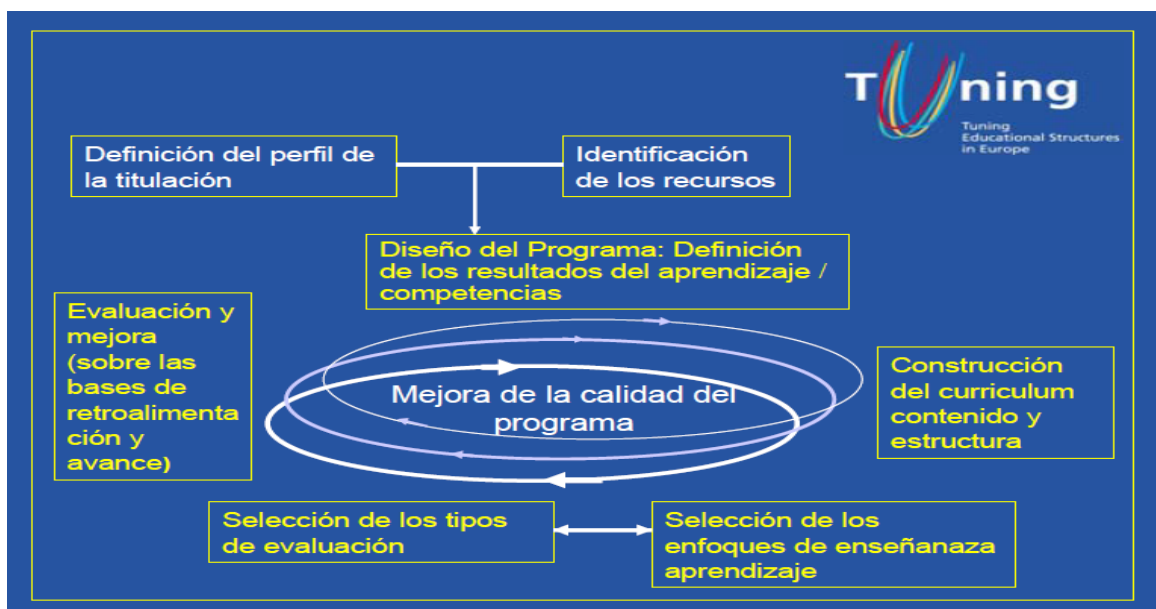 Tuning
Tuning
Educational Structures
in Europe
Definición del perfil de
la titulación
Identificación
de los recursos
Diseño del Programa: Definición
de los resultados del aprendizaje /
competencias
Evaluación y
mejora
(sobre las
bases de
retroalimenta
ción y
avance)
Mejora de la calidad del
programa
Construcción
del curriculum
contenido y
estructura
Selección de los tipos
de evaluación
Selección de los
enfoques de enseñanaza
aprendizaje